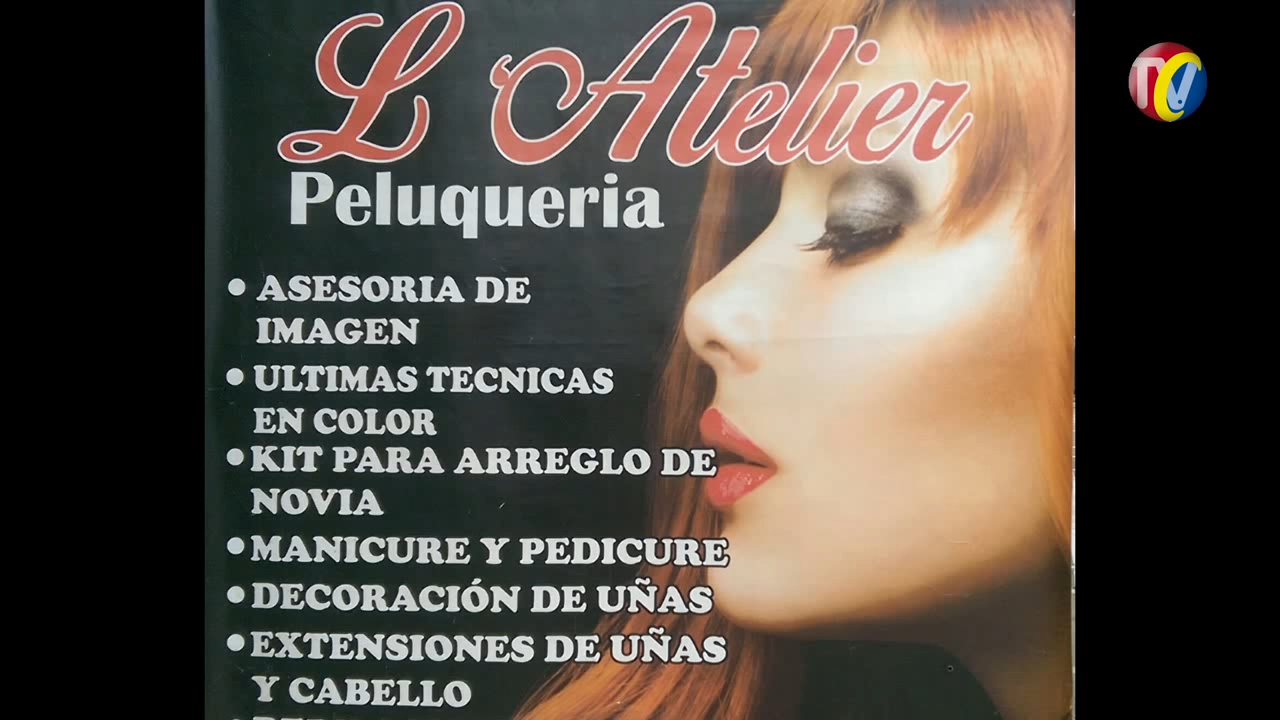 L 'Atelier
Peluqueria
• ASESORIA DE
IMAGEN
• ULTIMAS TECNICAS
EN COLOR
• KIT PARA ARREGLO DE
NOVIA
• MANICURE Y PEDICURE
• DECORACIÓN DE UÑAS
• EXTENSIONES DE UÑAS
Y CABELLO
TVC!